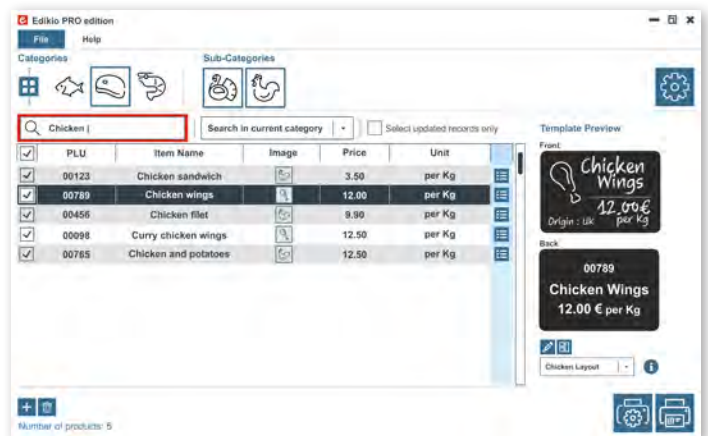 Edikio PRO edition
File Help
Categories Sub-Categories
Chicken | Search in current category Select updated records only Template Preview
PLU Item Name Image Price Unit
00123 Chicken sandwich 3.50 per Kg
00789 Chicken wings 12.00 per Kg
00456 Chicken filet 9.90 per Kg
00098 Curry chicken wings 12.50 per Kg
00765 Chicken and potatoes 12.50 per Kg
Front
Chicken
Wings
12.00€
Origin : Uk per Kg
Back
00789
Chicken Wings
12.00 € per Kg
Chicken Layout
Number of products: 5